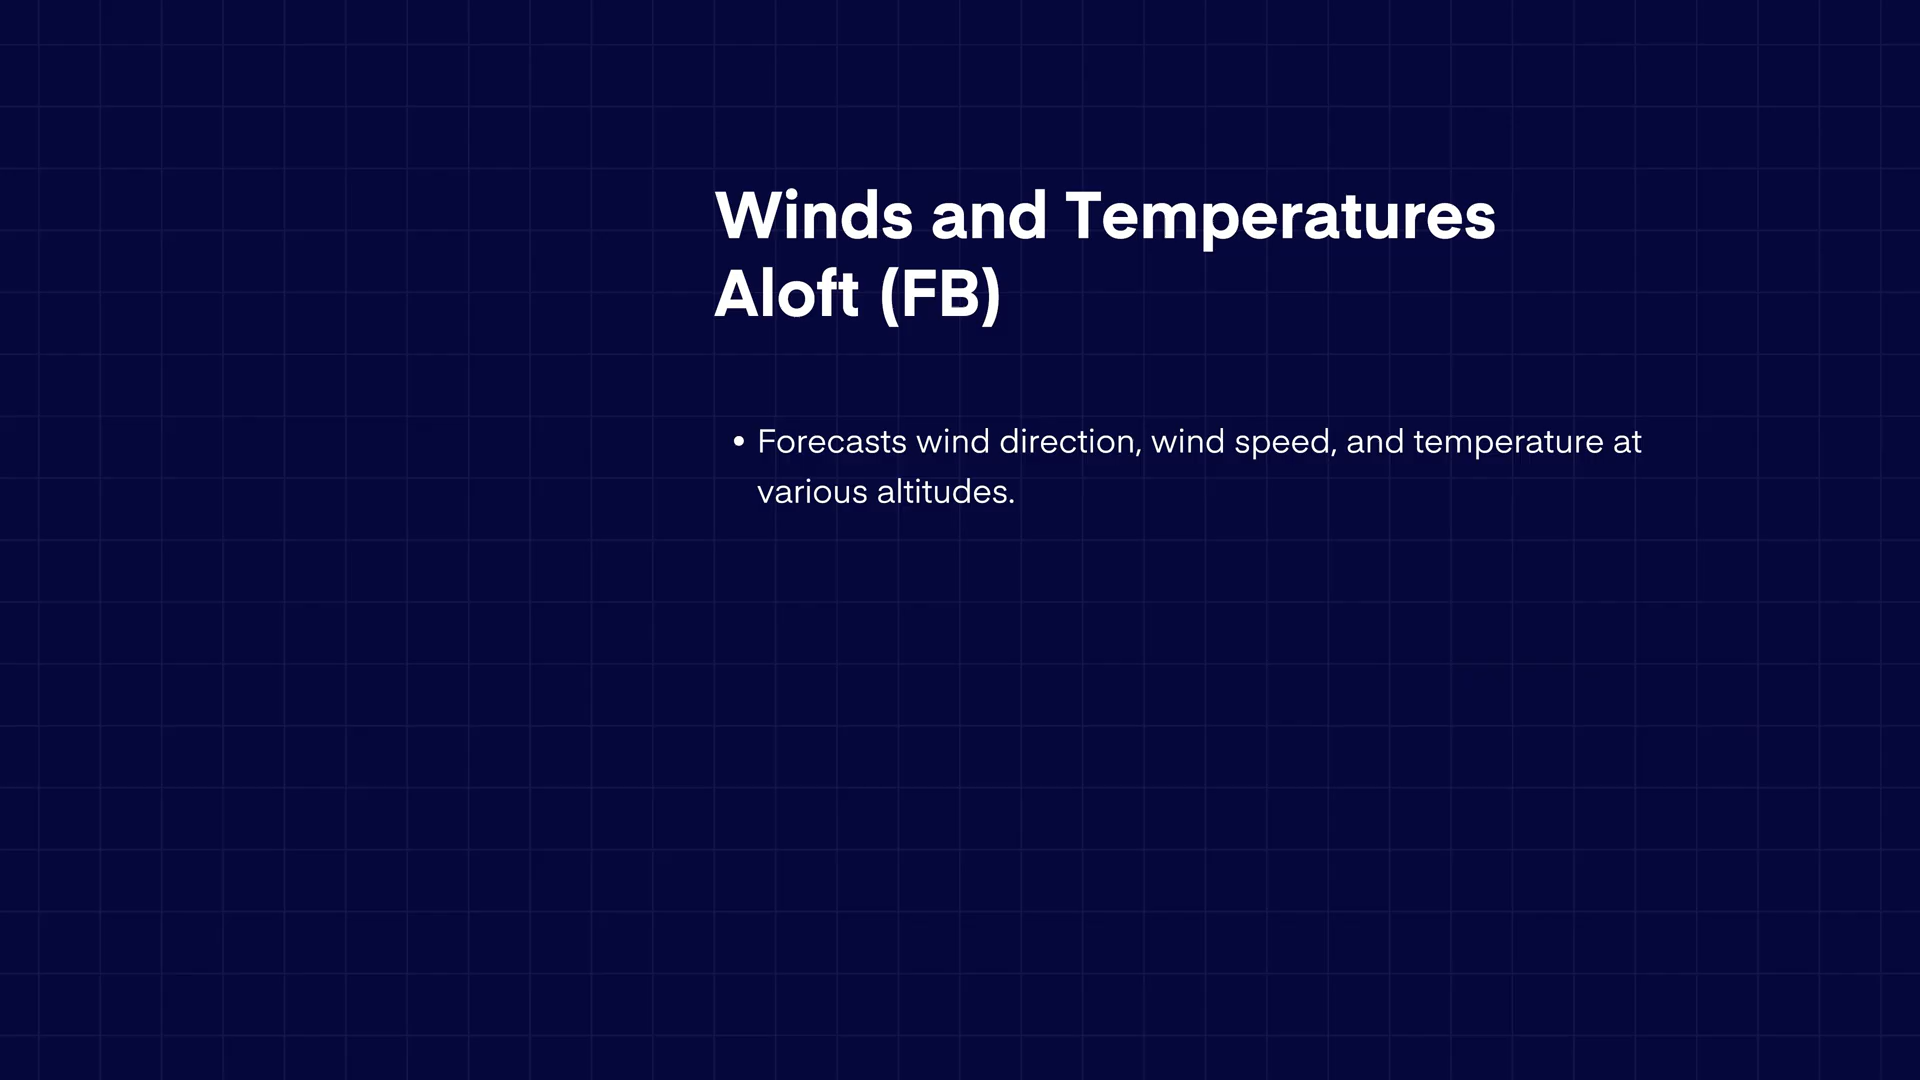 Winds and Temperatures
Aloft (FB)
• Forecasts wind direction, wind speed, and temperature at
various altitudes.